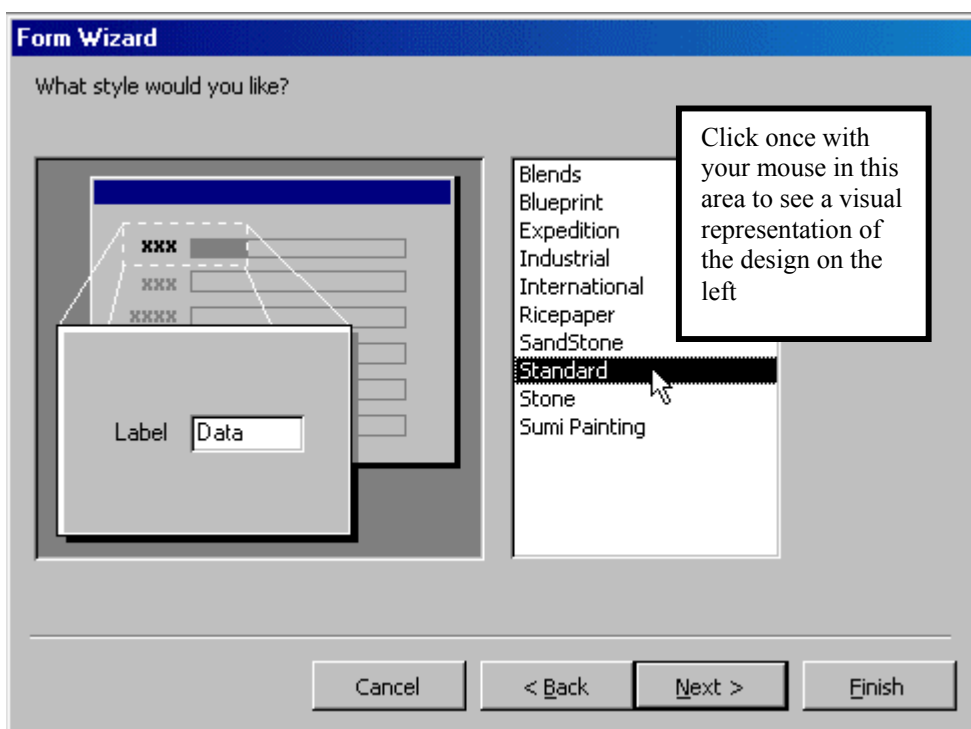 Form Wizard
What style would you like?
xxx
xxx
xxxx
Label Data
Blends
Blueprint
Expedition
Industrial
International
Ricepaper
SandStone
Standard
Stone
Sumi Painting
Click once with
your mouse in this
area to see a visual
representation of
the design on the
left
Cancel
< Back
Next >
Finish